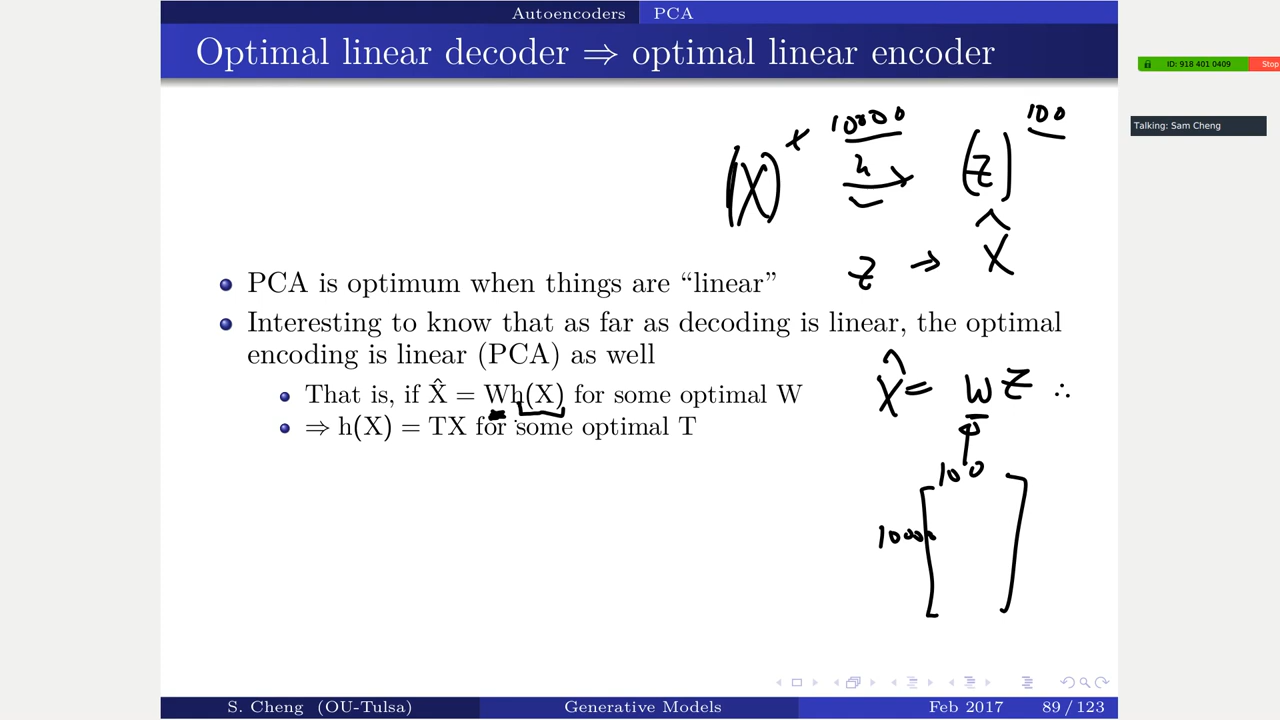 Autoencoders PCA
Optimal linear decoder ⇒ optimal linear encoder
ID: 918 401 0409 Stop
Talking: Sam Cheng
10000 100
(X) h → (z)
z → X̂
PCA is optimum when things are “linear”
Interesting to know that as far as decoding is linear, the optimal
encoding is linear (PCA) as well
That is, if X̂ = Wh(X) for some optimal W
⇒ h(X) = TX for some optimal T
X̂ = W z
100
10000
S. Cheng (OU-Tulsa) Generative Models Feb 2017 89 / 123